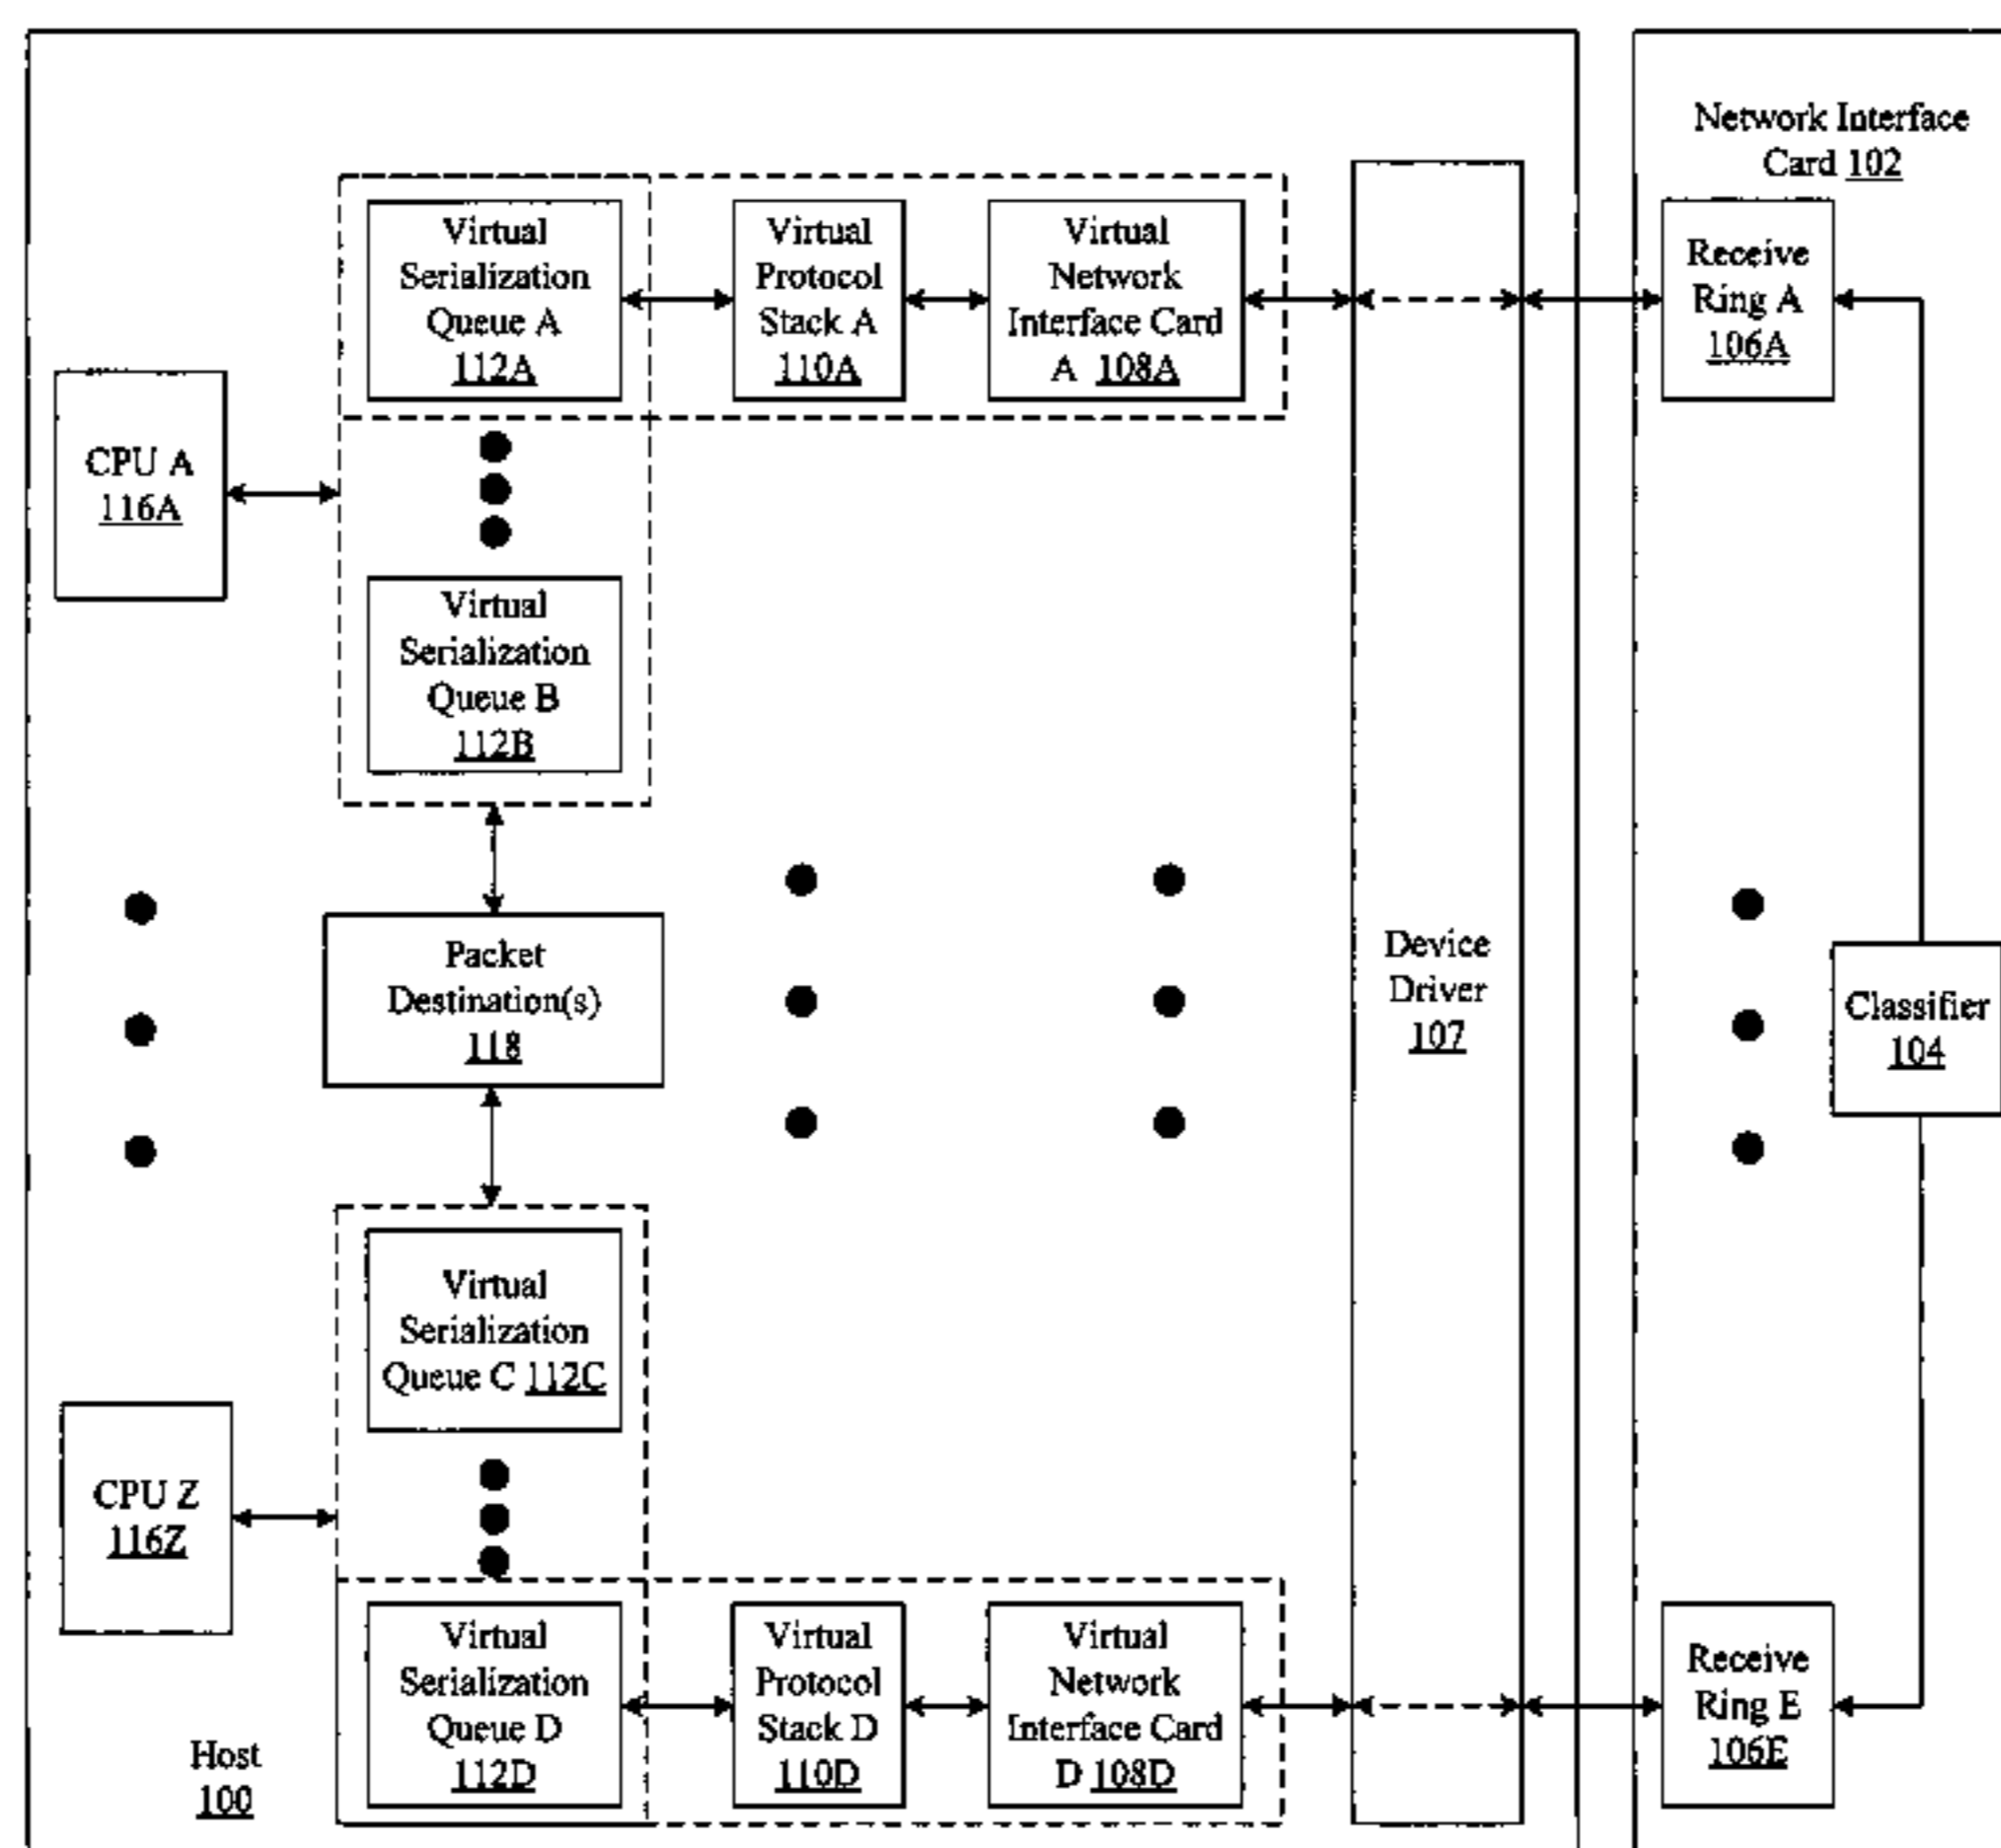 Network Interface
Card 102
Virtual
Serialization
Queue A
112A
Virtual
Protocol
Stack A
110A
Virtual
Network
Interface Card
A 108A
Receive
Ring A
106A
CPU A
116A
Virtual
Serialization
Queue B
112B
Packet
Destination(s)
118
Device
Driver
107
Classifier
104
Virtual
Serialization
Queue C 112C
CPU Z
116Z
Virtual
Serialization
Queue D
112D
Virtual
Protocol
Stack D
110D
Virtual
Network
Interface Card
D 108D
Receive
Ring E
106E
Host
100